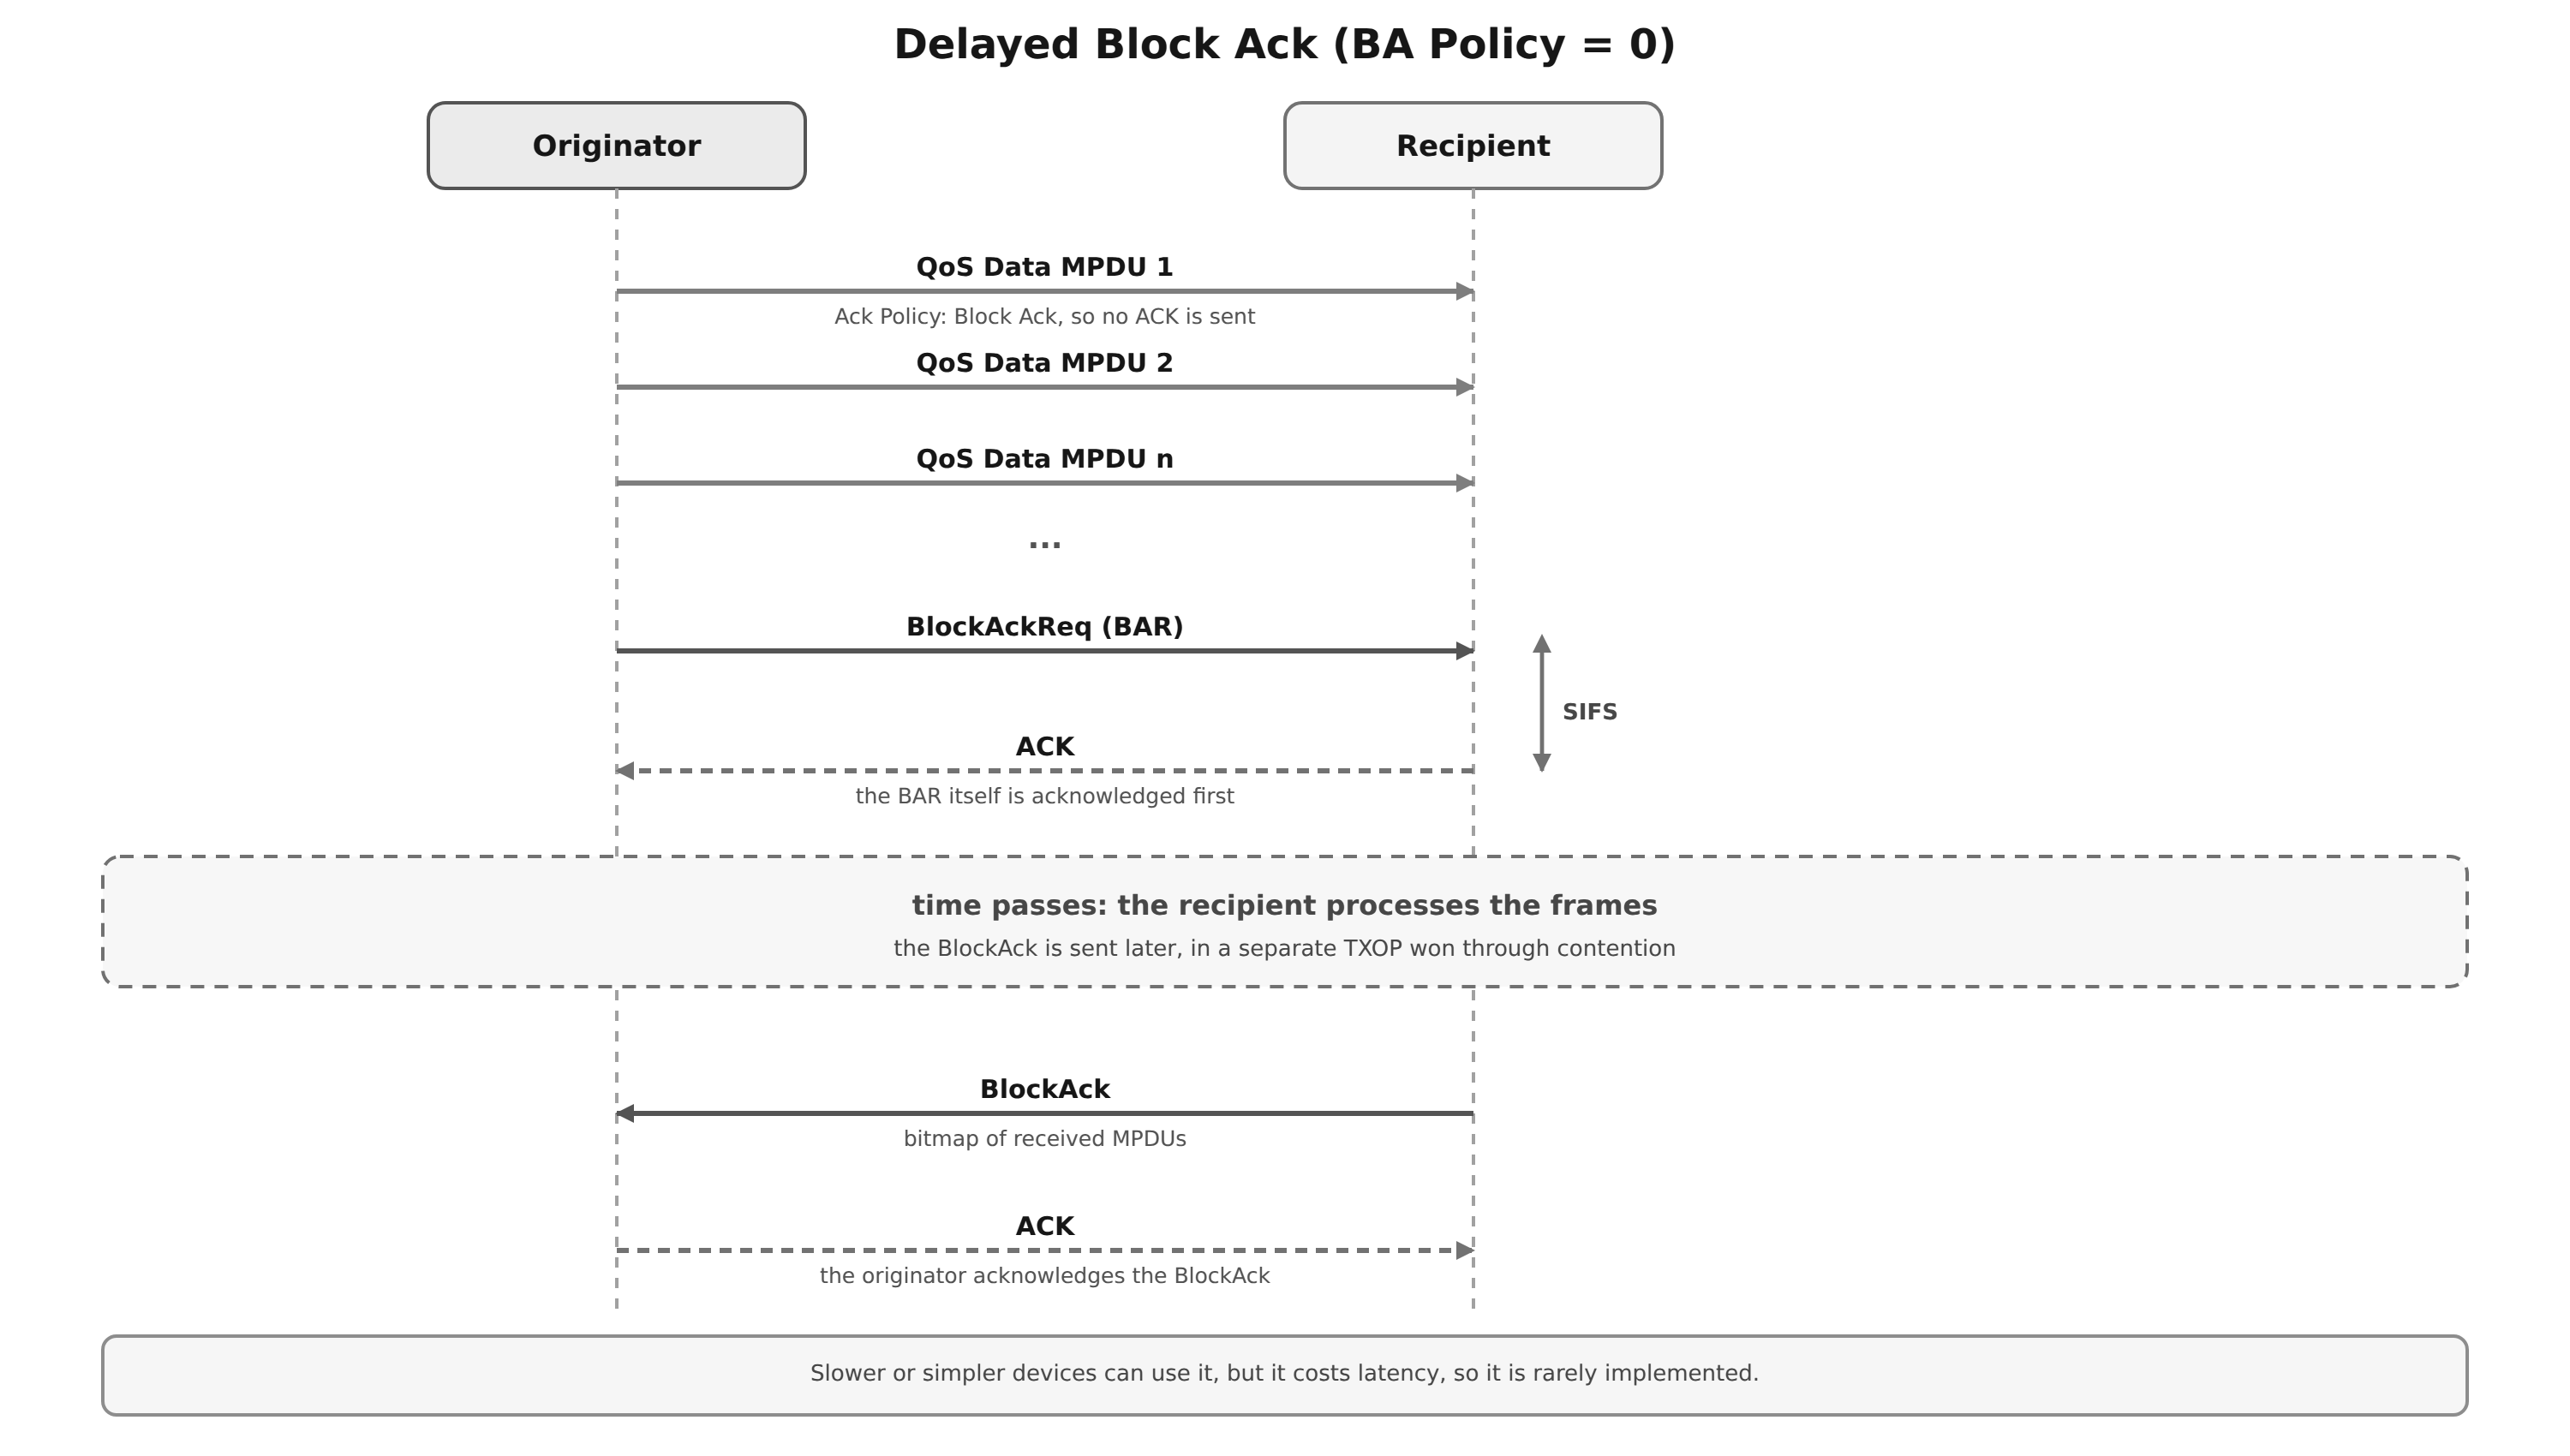 Delayed Block Ack (BA Policy = 0)
Originator
Recipient
QoS Data MPDU 1
Ack Policy: Block Ack, so no ACK is sent
QoS Data MPDU 2
QoS Data MPDU n
...
BlockAckReq (BAR)
SIFS
ACK
the BAR itself is acknowledged first
time passes: the recipient processes the frames
the BlockAck is sent later, in a separate TXOP won through contention
BlockAck
bitmap of received MPDUs
ACK
the originator acknowledges the BlockAck
Slower or simpler devices can use it, but it costs latency, so it is rarely implemented.